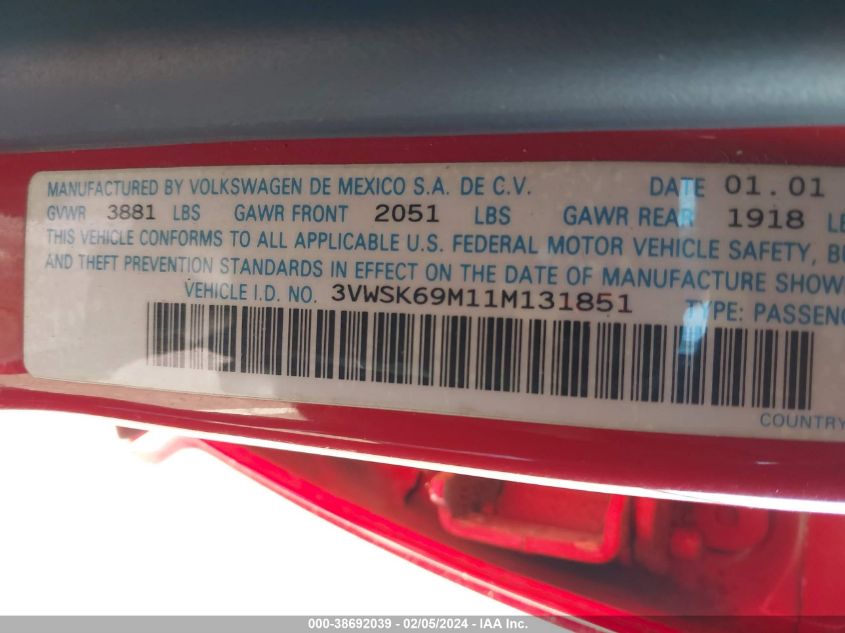 MANUFACTURED BY VOLKSWAGEN DE MEXICO S.A. DE C.V. DATE 01.01
GVWR 3881 LBS GAWR FRONT 2051 LBS GAWR REAR 1918
THIS VEHICLE CONFORMS TO ALL APPLICABLE U.S. FEDERAL MOTOR VEHICLE SAFETY,
AND THEFT PREVENTION STANDARDS IN EFFECT ON THE DATE OF MANUFACTURE
VEHICLE I.D. NO. 3VWSK69M11M131851 TYPE:
COUNTRY
000-38692039 - 02/05/2024 - IAA Inc.